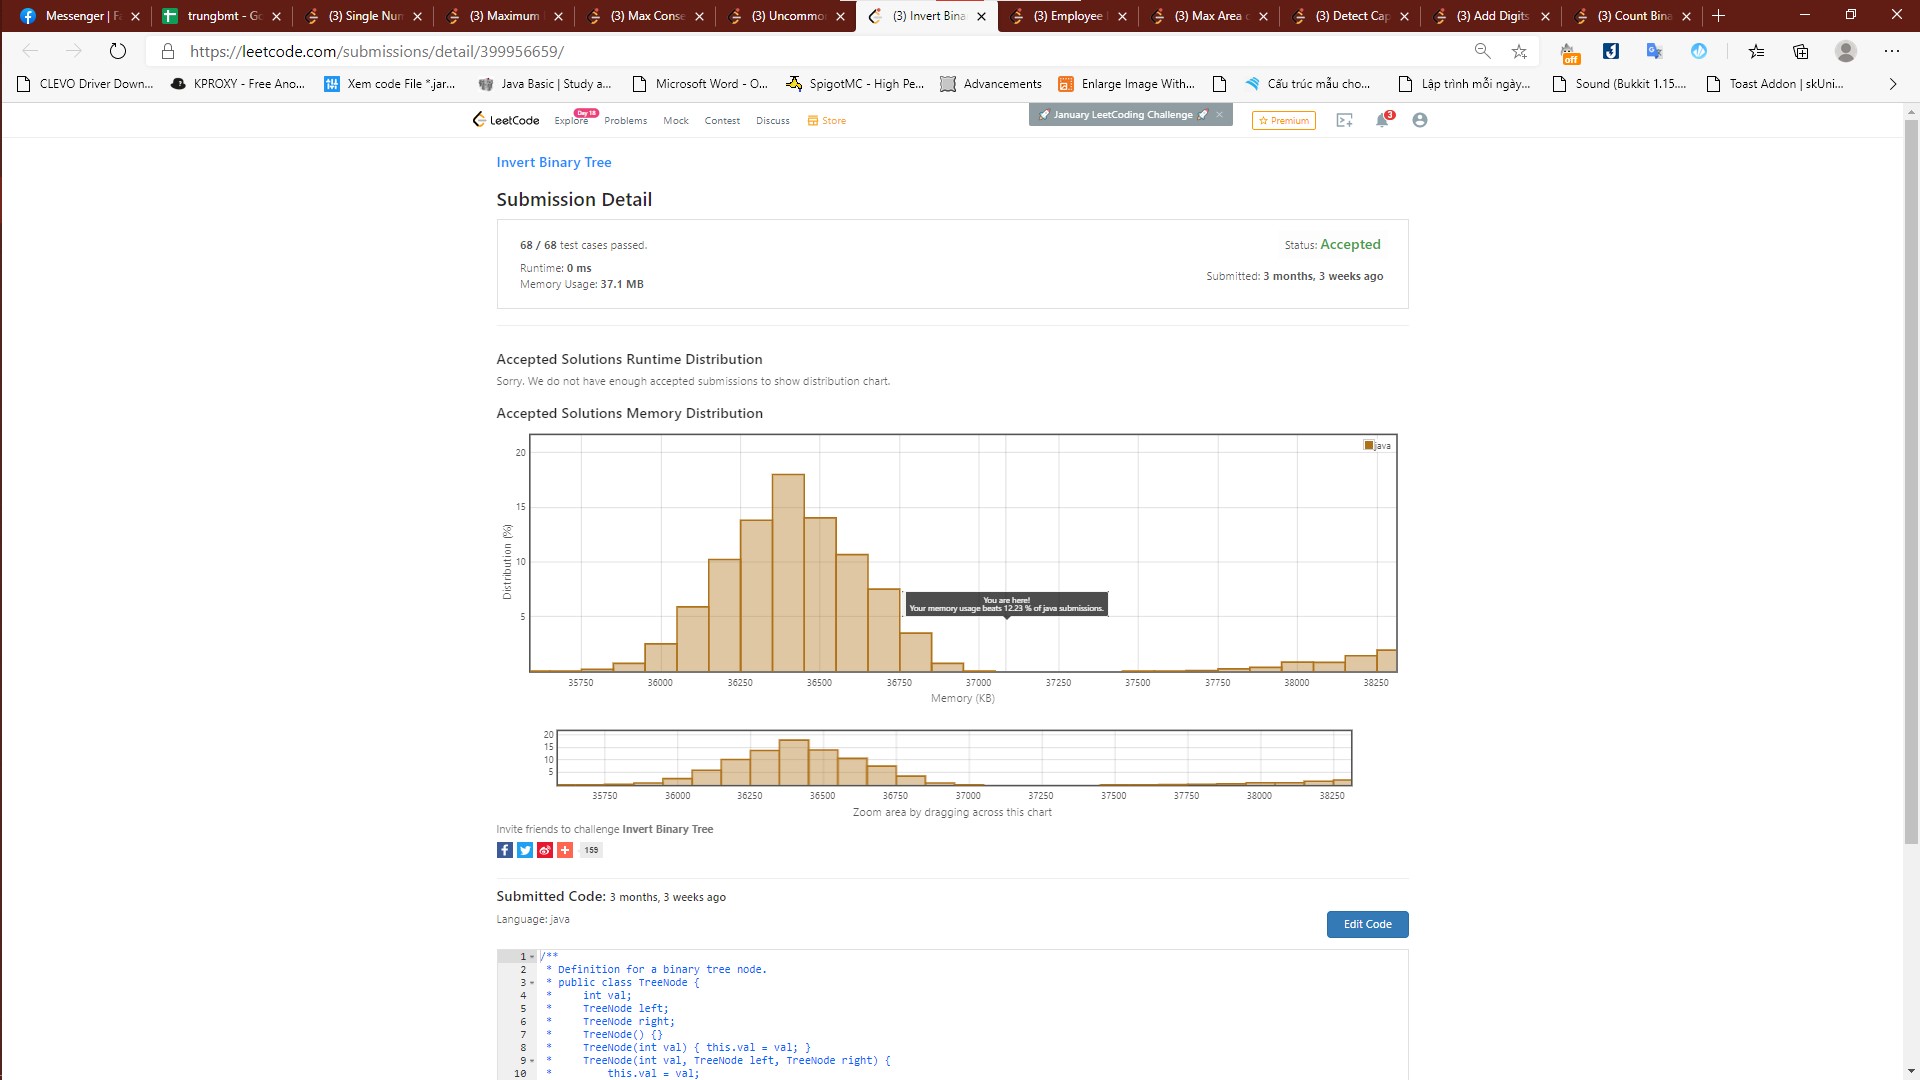 Messenger | F
trungbmt - Go
(3) Single Num
(3) Maximum
(3) Max Conse
(3) Uncommo
(3) Invert Bina
(3) Employee
(3) Max Area o
(3) Detect Cap
(3) Add Digits
(3) Count Bina
https://leetcode.com/submissions/detail/399956659/
off
CLEVO Driver Down...
KPROXY - Free Ano...
Xem code File *.jar...
Java Basic | Study a...
Microsoft Word - O...
SpigotMC - High Pe...
Advancements
Enlarge Image With...
Cấu trúc mẫu cho...
Lập trình mỗi ngày...
Sound (Bukkit 1.15....
Toast Addon | skUni...
LeetCode
Explore
Day 18
Problems
Mock
Contest
Discuss
Store
January LeetCoding Challenge
Premium
3
Invert Binary Tree
Submission Detail
68 / 68 test cases passed.
Status: Accepted
Runtime: 0 ms
Memory Usage: 37.1 MB
Submitted: 3 months, 3 weeks ago
Accepted Solutions Runtime Distribution
Sorry. We do not have enough accepted submissions to show distribution chart.
Accepted Solutions Memory Distribution
java
20
15
10
5
Distribution (%)
You are here!
Your memory usage beats 12.23 % of java submissions.
35750 36000 36250 36500 36750 37000 37250 37500 37750 38000 38250
Memory (KB)
20
15
10
5
35750 36000 36250 36500 36750 37000 37250 37500 37750 38000 38250
Zoom area by dragging across this chart
Invite friends to challenge Invert Binary Tree
159
Submitted Code: 3 months, 3 weeks ago
Language: java
Edit Code
1 /**
2 * Definition for a binary tree node.
3 * public class TreeNode {
4 * int val;
5 * TreeNode left;
6 * TreeNode right;
7 * TreeNode() {}
8 * TreeNode(int val) { this.val = val; }
9 * TreeNode(int val, TreeNode left, TreeNode right) {
10 * this.val = val;